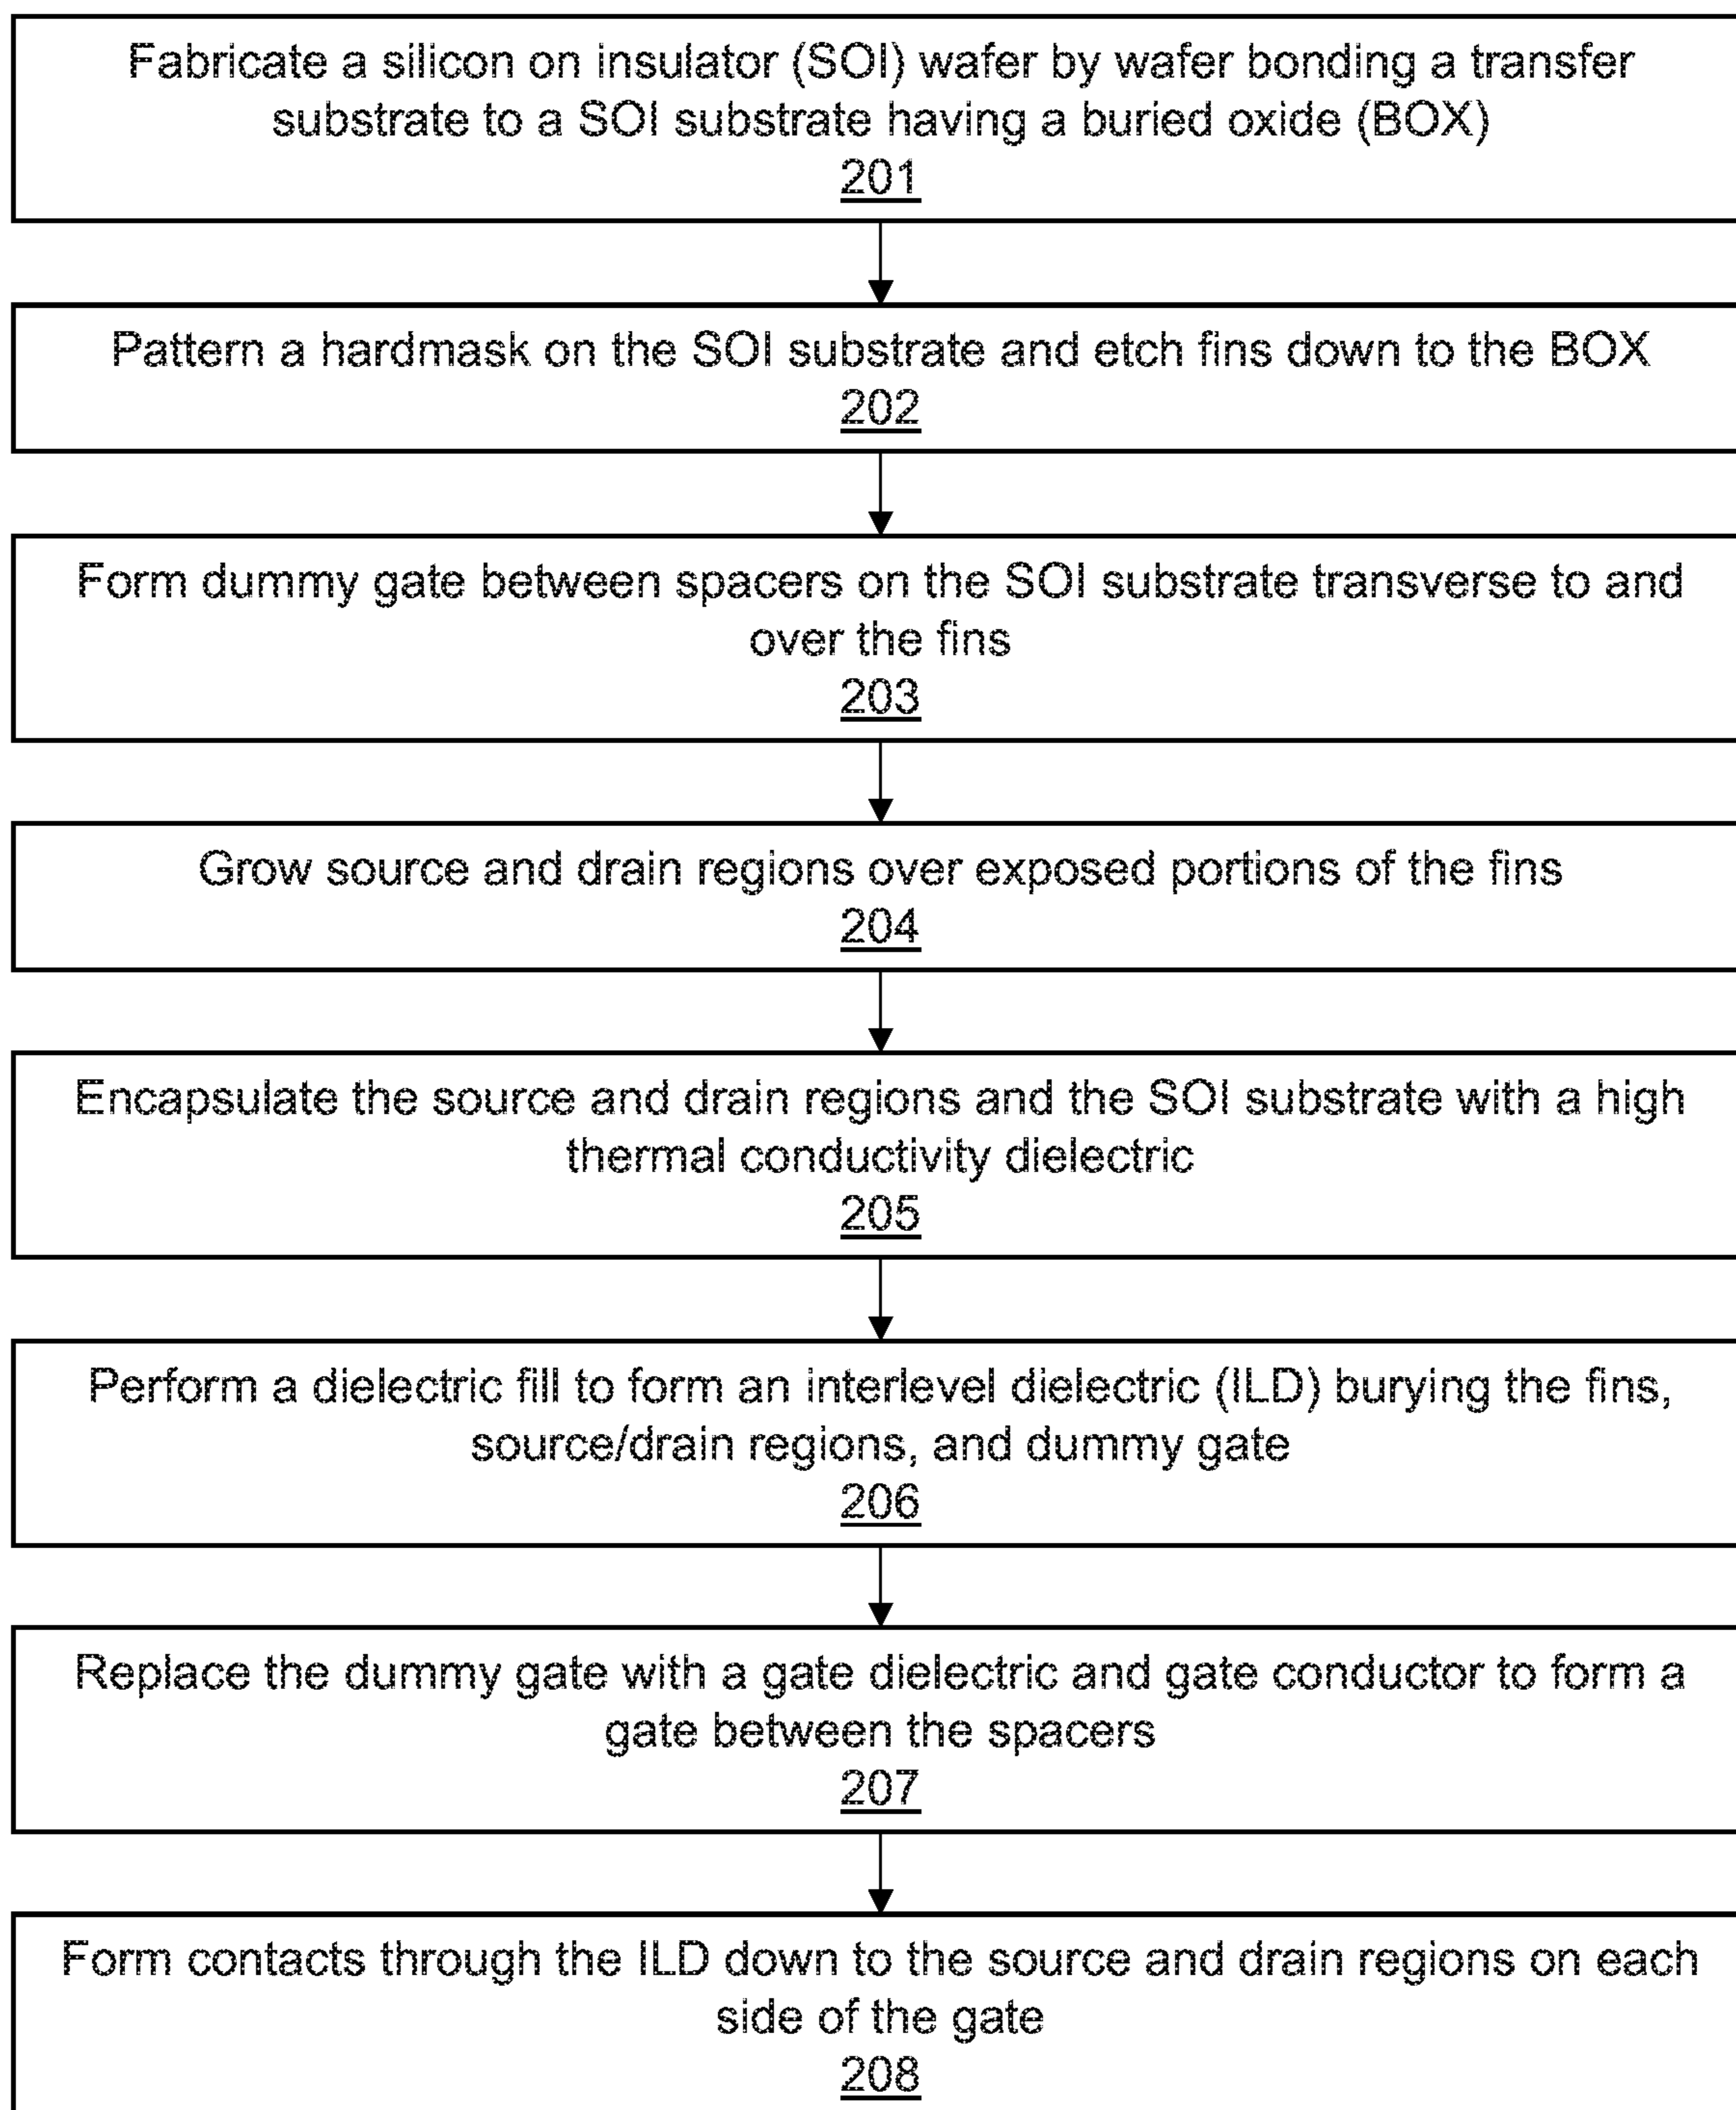 Fabricate a silicon on insulator (SOI) wafer by wafer bonding a transfer
substrate to a SOI substrate having a buried oxide (BOX)
201
Pattern a hardmask on the SOI substrate and etch fins down to the BOX
202
Form dummy gate between spacers on the SOI substrate transverse to and
over the fins
203
Grow source and drain regions over exposed portions of the fins
204
Encapsulate the source and drain regions and the SOI substrate with a high
thermal conductivity dielectric
205
Perform a dielectric fill to form an interlevel dielectric (ILD) burying the fins,
source/drain regions, and dummy gate
206
Replace the dummy gate with a gate dielectric and gate conductor to form a
gate between the spacers
207
Form contacts through the ILD down to the source and drain regions on each
side of the gate
208